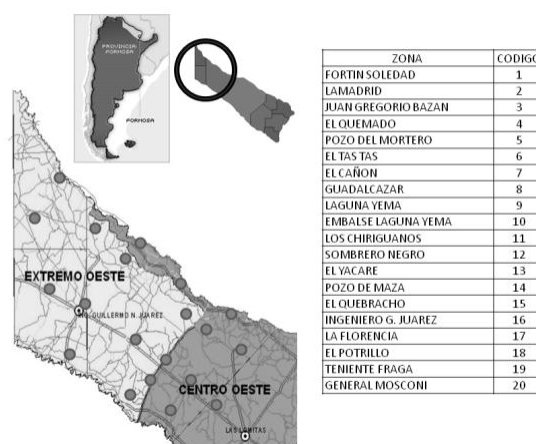 PROVINCIA
FORMOSA
FORMOSA
EXTREMO OESTE
ING. GUILLERMO N. JUAREZ
CENTRO OESTE
LAS LOMITAS
ZONA CODIGO
FORTIN SOLEDAD 1
LAMADRID 2
JUAN GREGORIO BAZAN 3
EL QUEMADO 4
POZO DEL MORTERO 5
EL TAS TAS 6
EL CAÑON 7
GUADALCAZAR 8
LAGUNA YEMA 9
EMBALSE LAGUNA YEMA 10
LOS CHIRIGUANOS 11
SOMBRERO NEGRO 12
EL YACARE 13
POZO DE MAZA 14
EL QUEBRACHO 15
INGENIERO G. JUAREZ 16
LA FLORENCIA 17
EL POTRILLO 18
TENIENTE FRAGA 19
GENERAL MOSCONI 20